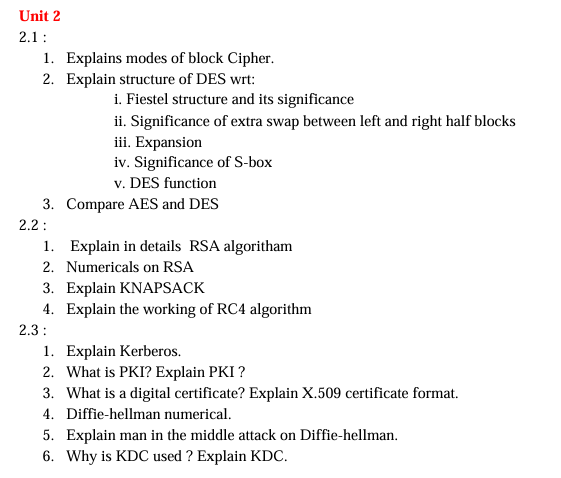 Unit 2
2.1 :
1. Explains modes of block Cipher.
2. Explain structure of DES wrt:
i. Fiestel structure and its significance
ii. Significance of extra swap between left and right half blocks
iii. Expansion
iv. Significance of S-box
v. DES function
3. Compare AES and DES
2.2 :
1. Explain in details RSA algoritham
2. Numericals on RSA
3. Explain KNAPSACK
4. Explain the working of RC4 algorithm
2.3 :
1. Explain Kerberos.
2. What is PKI? Explain PKI ?
3. What is a digital certificate? Explain X.509 certificate format.
4. Diffie-hellman numerical.
5. Explain man in the middle attack on Diffie-hellman.
6. Why is KDC used ? Explain KDC.